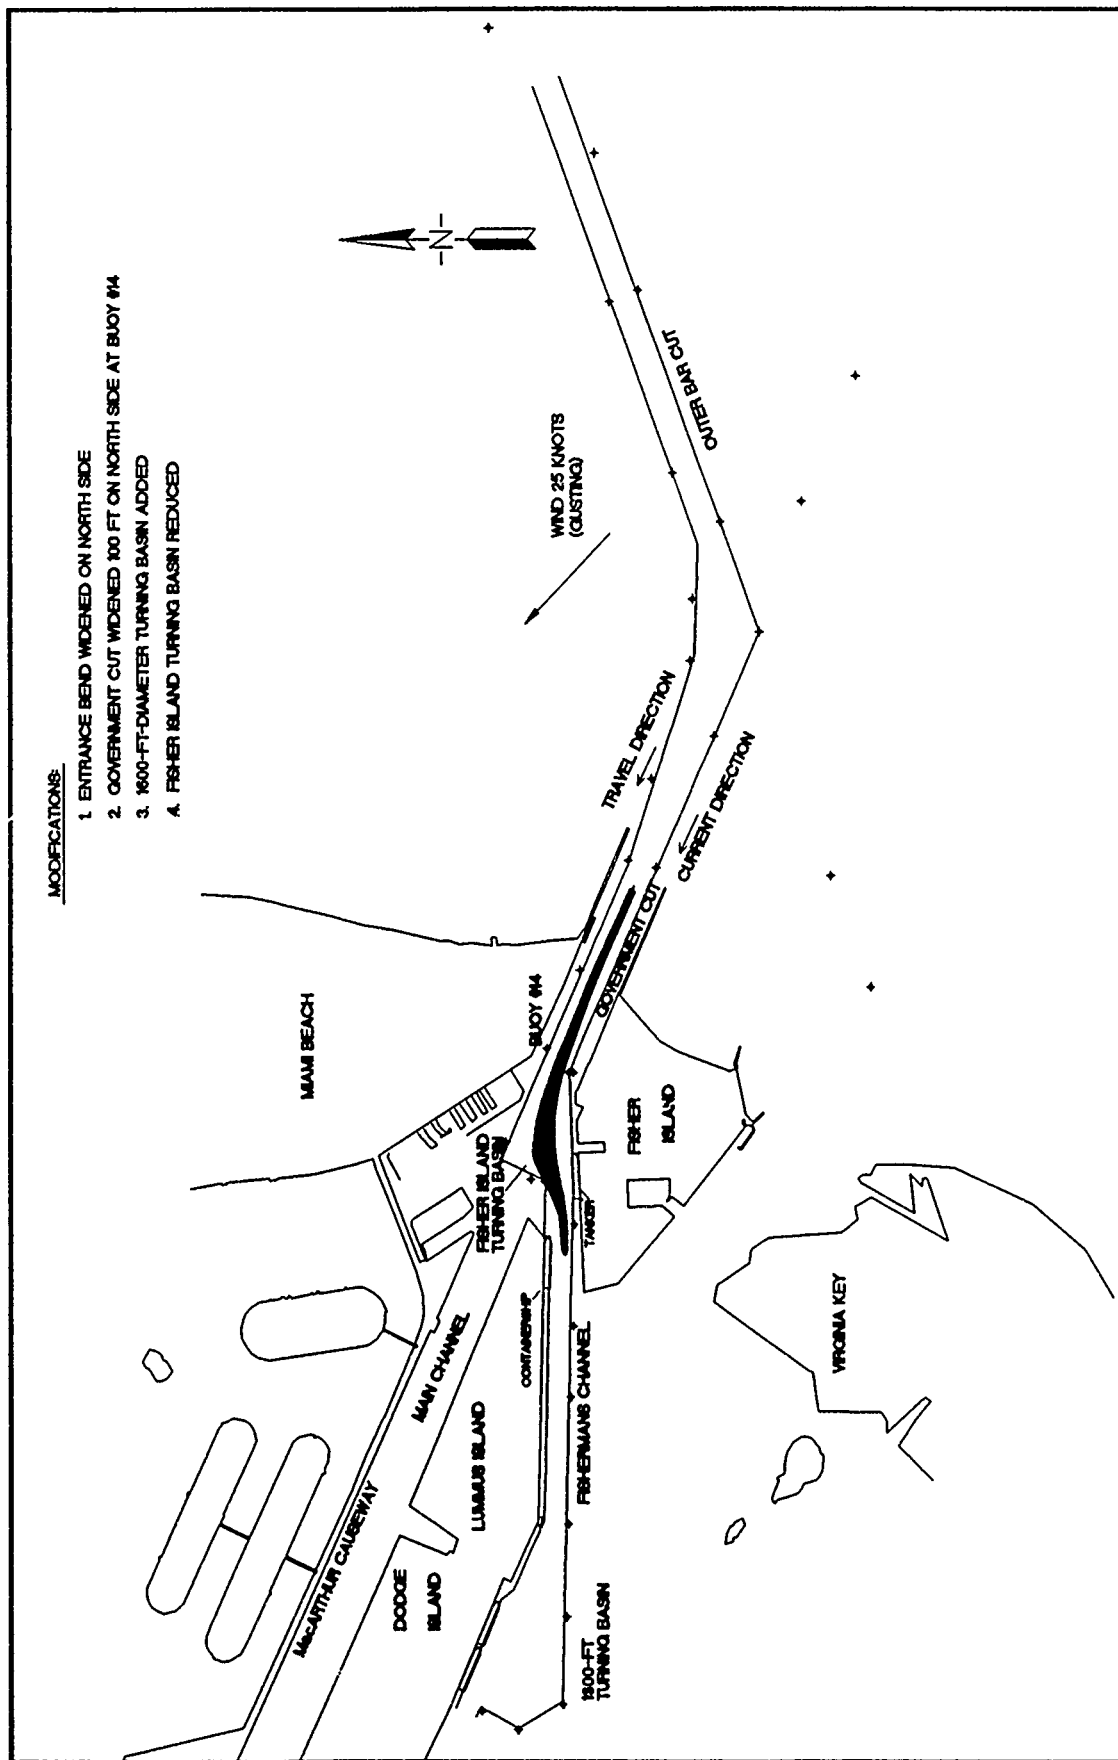 MODIFICATIONS:
1. ENTRANCE BEND WIDENED ON NORTH SIDE
2. GOVERNMENT CUT WIDENED 100 FT ON NORTH SIDE AT BUOY #14
3. 1600-FT-DIAMETER TURNING BASIN ADDED
4. FISHER ISLAND TURNING BASIN REDUCED
N
WIND 25 KNOTS
(GUSTING)
OUTER BAR CUT
TRAVEL DIRECTION
CURRENT DIRECTION
GOVERNMENT CUT
MIAMI BEACH
BUOY #14
FISHER ISLAND
TURNING BASIN
FISHER
ISLAND
TANKER
CONTAINERSHIP
MAIN CHANNEL
MacARTHUR CAUSEWAY
LUMMUS ISLAND
FISHERMANS CHANNEL
DODGE
ISLAND
VIRGINIA KEY
1600-FT
TURNING BASIN